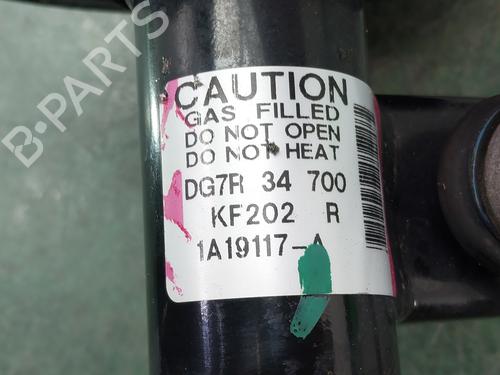 CAUTION
GAS FILLED
DO NOT OPEN
DO NOT HEAT
DG7R 34 700
KF202 R
1A19117-A
B-PARTS